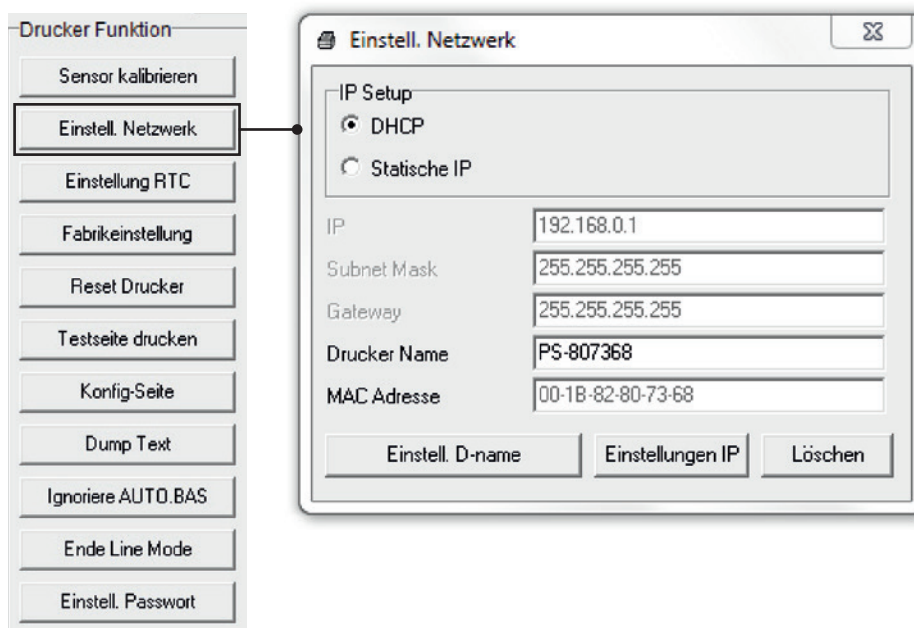 Drucker Funktion
Sensor kalibrieren
Einstell. Netzwerk
Einstellung RTC
Fabrikeinstellung
Reset Drucker
Testseite drucken
Konfig-Seite
Dump Text
Ignoriere AUTO.BAS
Ende Line Mode
Einstell. Passwort
Einstell. Netzwerk
IP Setup
DHCP
Statische IP
IP 192.168.0.1
Subnet Mask 255.255.255.255
Gateway 255.255.255.255
Drucker Name PS-807368
MAC Adresse 00-1B-82-80-73-68
Einstell. D-name Einstellungen IP Löschen